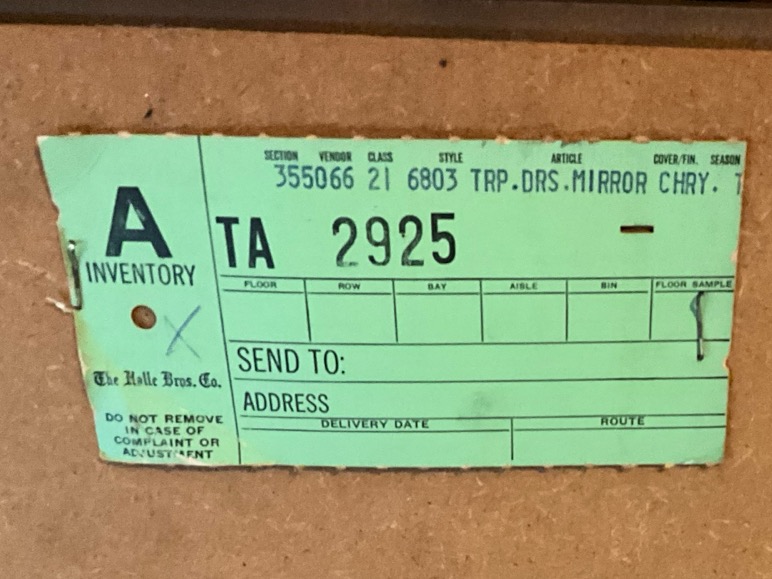 SECTION VENDOR CLASS STYLE ARTICLE COVER/FIN. SEASON
355066 21 6803 TRP.DRS.MIRROR CHRY. T
A
INVENTORY
TA 2925 -
FLOOR ROW BAY AISLE BIN FLOOR SAMPLE
X
SEND TO:
The Halle Bros. Co.
ADDRESS
DO NOT REMOVE
IN CASE OF
COMPLAINT OR
ADJUSTMENT
DELIVERY DATE ROUTE